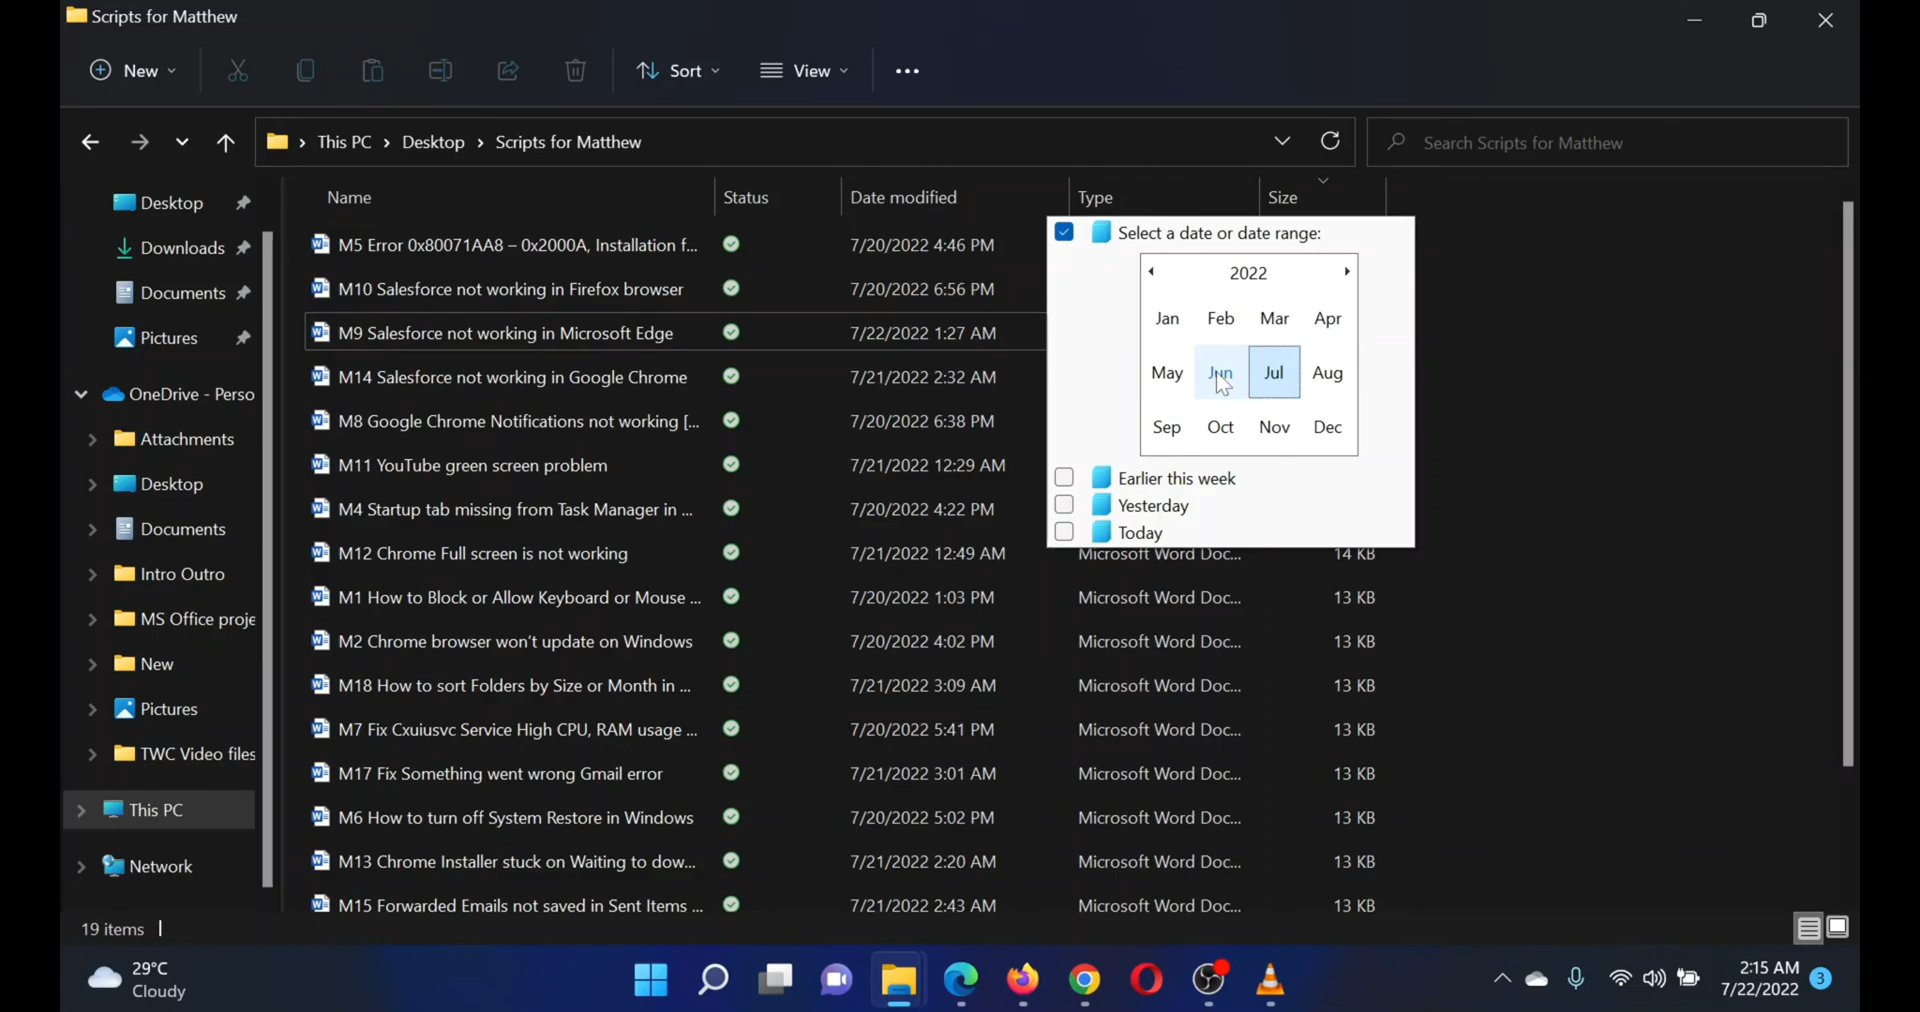 Scripts for Matthew
New
Sort
View
This PC > Desktop > Scripts for Matthew
Search Scripts for Matthew
Name Status Date modified Type Size
Desktop
Downloads
Documents
Pictures
OneDrive - Perso
Attachments
Desktop
Documents
Intro Outro
MS Office proje
New
Pictures
TWC Video files
This PC
Network
M5 Error 0x80071AA8 – 0x2000A, Installation f... 7/20/2022 4:46 PM
M10 Salesforce not working in Firefox browser 7/20/2022 6:56 PM
M9 Salesforce not working in Microsoft Edge 7/22/2022 1:27 AM
M14 Salesforce not working in Google Chrome 7/21/2022 2:32 AM
M8 Google Chrome Notifications not working [... 7/20/2022 6:38 PM
M11 YouTube green screen problem 7/21/2022 12:29 AM
M4 Startup tab missing from Task Manager in ... 7/20/2022 4:22 PM
M12 Chrome Full screen is not working 7/21/2022 12:49 AM Microsoft Word Doc... 14 KB
M1 How to Block or Allow Keyboard or Mouse ... 7/20/2022 1:03 PM Microsoft Word Doc... 13 KB
M2 Chrome browser won't update on Windows 7/20/2022 4:02 PM Microsoft Word Doc... 13 KB
M18 How to sort Folders by Size or Month in ... 7/21/2022 3:09 AM Microsoft Word Doc... 13 KB
M7 Fix Cxuiusvc Service High CPU, RAM usage ... 7/20/2022 5:41 PM Microsoft Word Doc... 13 KB
M17 Fix Something went wrong Gmail error 7/21/2022 3:01 AM Microsoft Word Doc... 13 KB
M6 How to turn off System Restore in Windows 7/20/2022 5:02 PM Microsoft Word Doc... 13 KB
M13 Chrome Installer stuck on Waiting to dow... 7/21/2022 2:20 AM Microsoft Word Doc... 13 KB
M15 Forwarded Emails not saved in Sent Items ... 7/21/2022 2:43 AM Microsoft Word Doc... 13 KB
Select a date or date range:
2022
Jan Feb Mar Apr
May Jun Jul Aug
Sep Oct Nov Dec
Earlier this week
Yesterday
Today
19 items
29°C
Cloudy
2:15 AM
7/22/2022
3